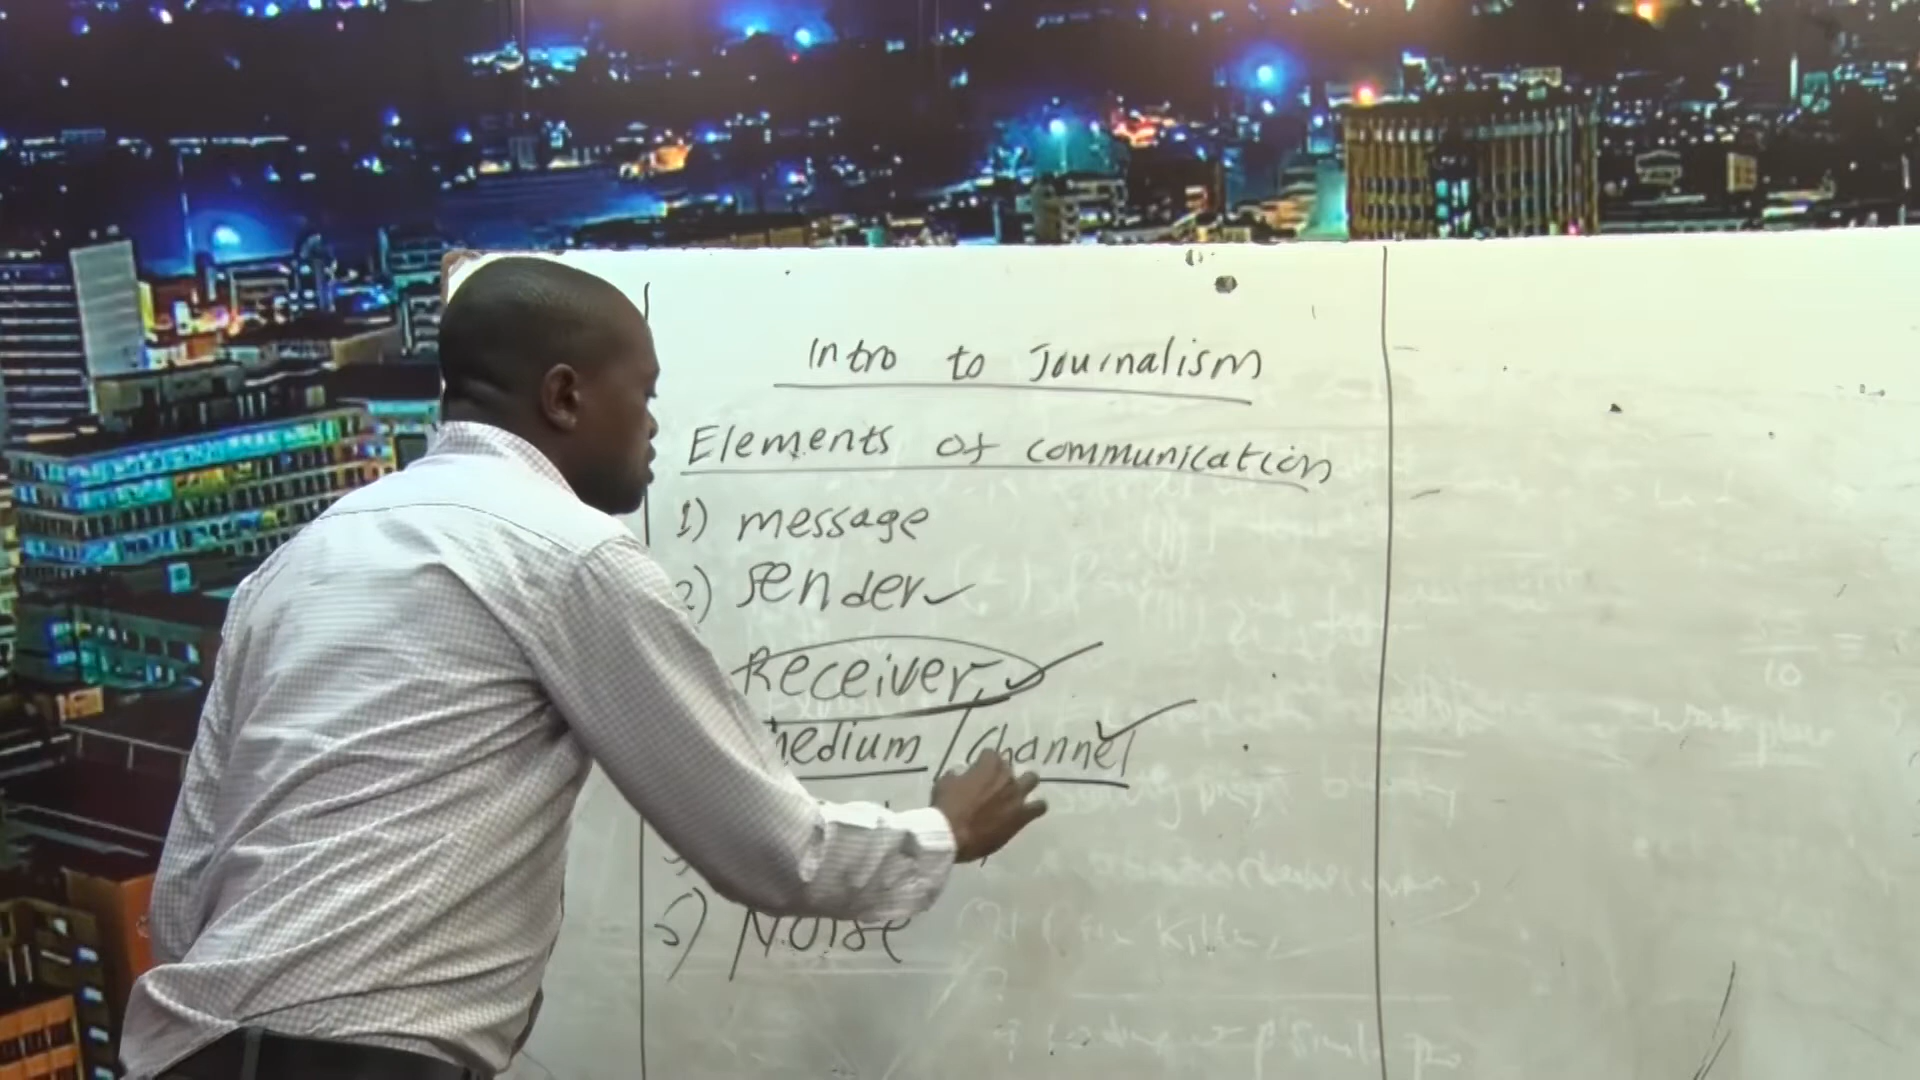 Intro to Journalism
Elements of communication
1) message
2) sender
Receiver
medium / Channel
5) Noise